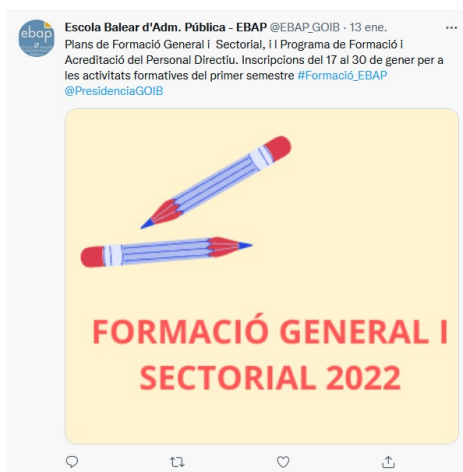 ebap
Escola Balear d'Adm. Pública - EBAP @EBAP_GOIB · 13 ene.
Plans de Formació General i Sectorial, i I Programa de Formació i
Acreditació del Personal Directiu. Inscripcions del 17 al 30 de gener per a
les activitats formatives del primer semestre #Formació_EBAP
@PresidenciaGOIB
FORMACIÓ GENERAL I
SECTORIAL 2022